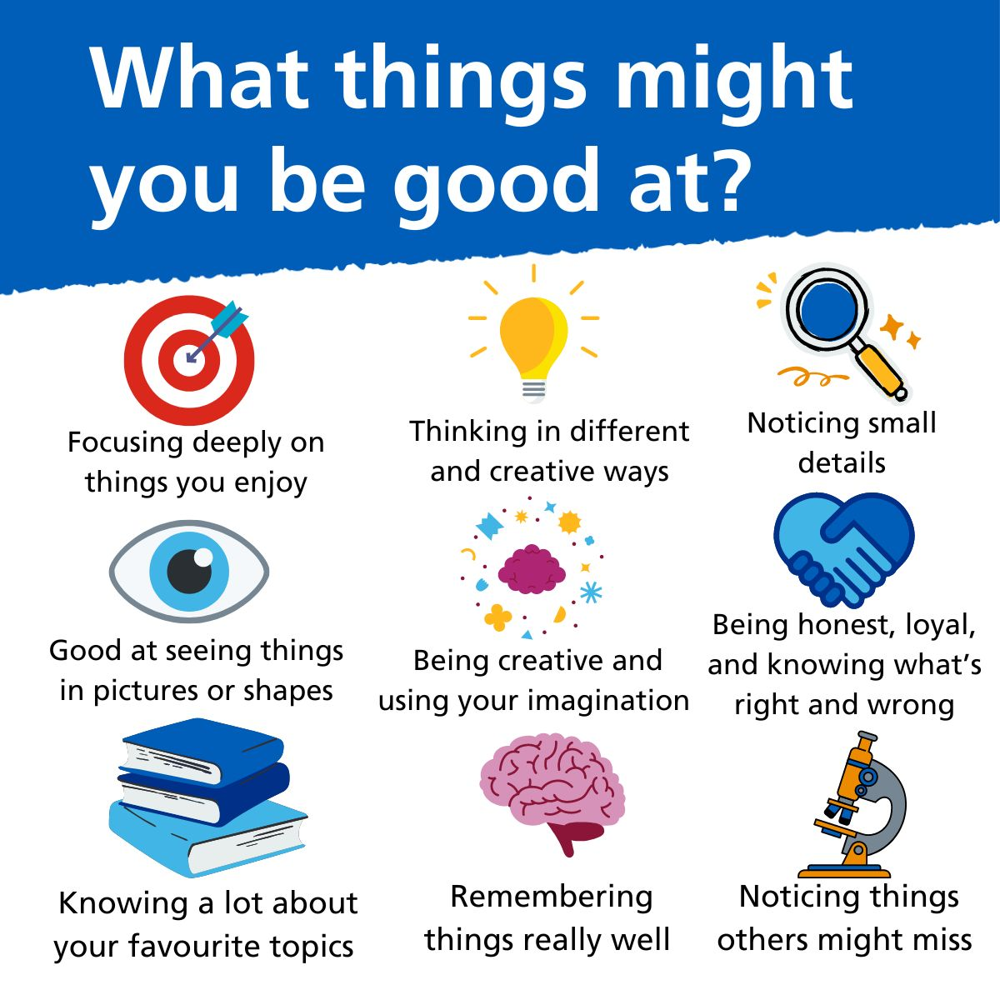 What things might
you be good at?
Focusing deeply on
things you enjoy
Thinking in different
and creative ways
Noticing small
details
Good at seeing things
in pictures or shapes
Being creative and
using your imagination
Being honest, loyal,
and knowing what's
right and wrong
Knowing a lot about
your favourite topics
Remembering
things really well
Noticing things
others might miss